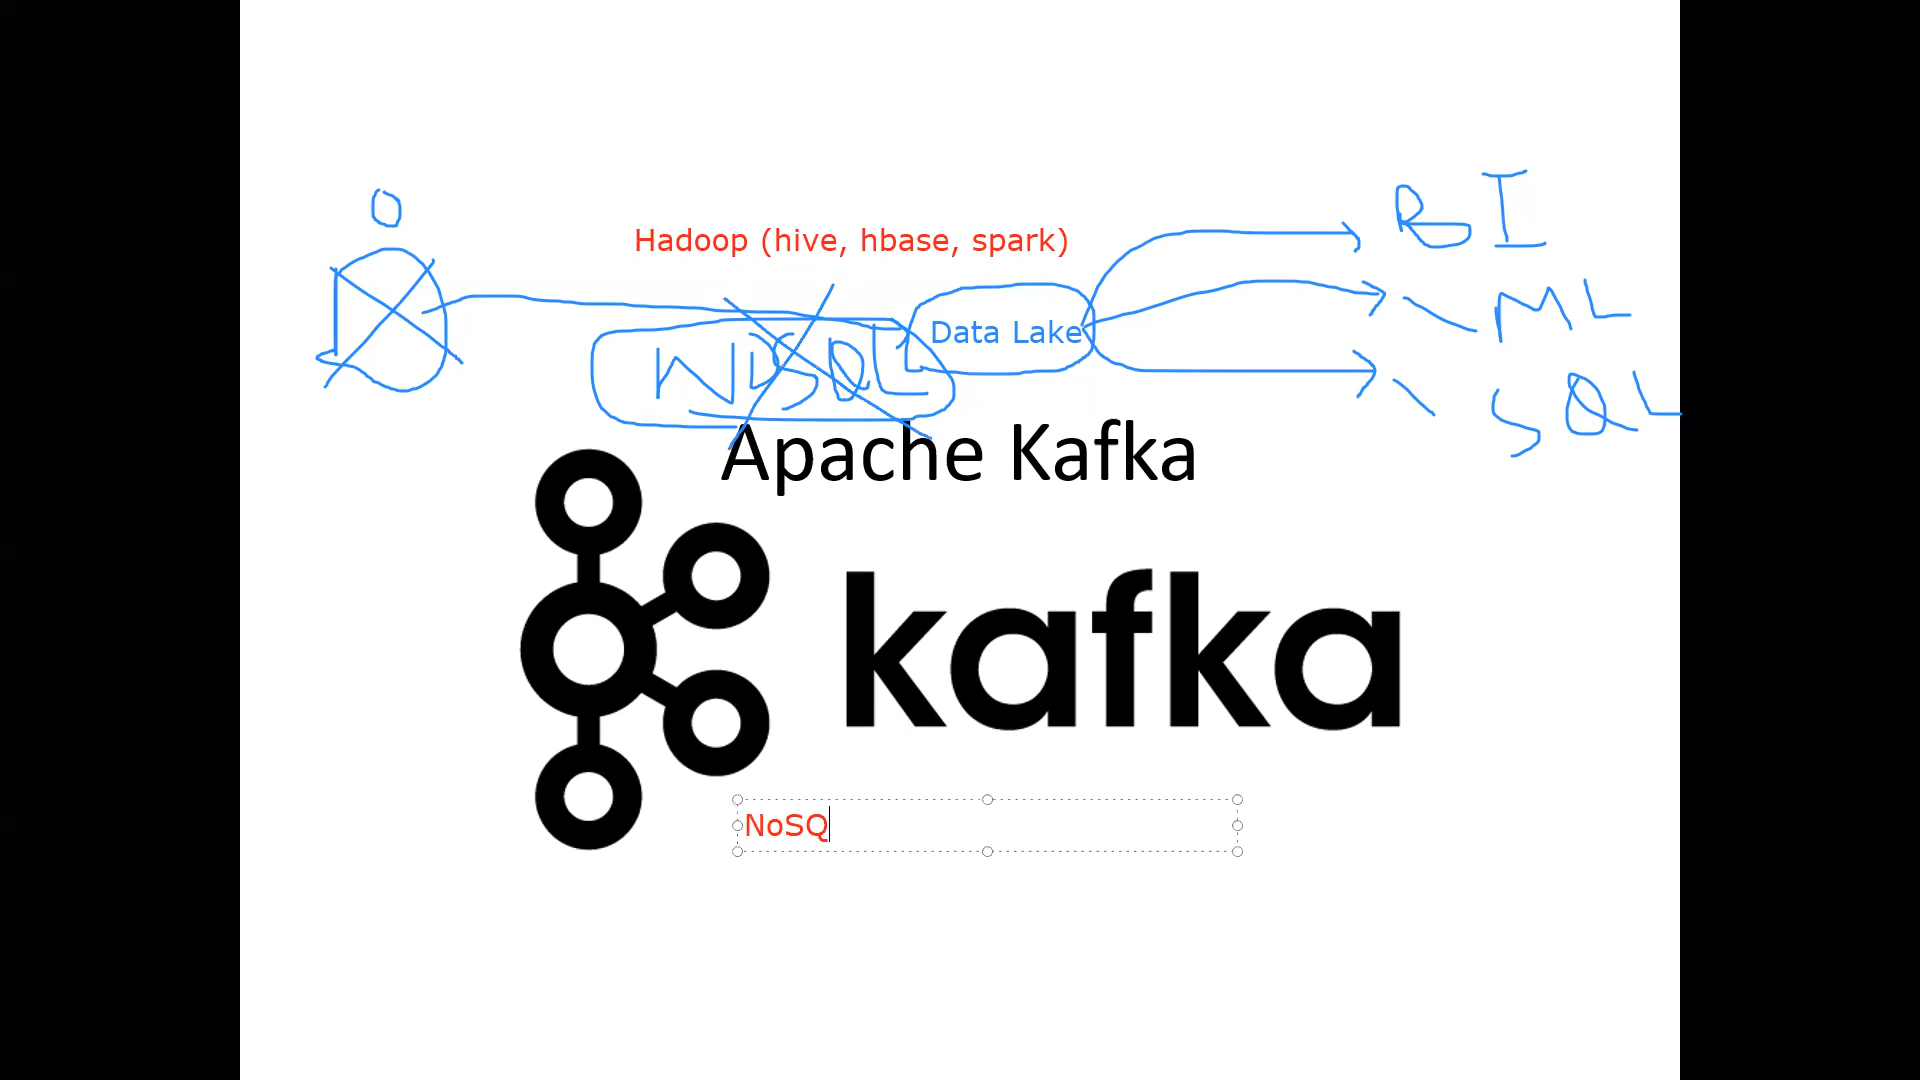 O
BI
Hadoop (hive, hbase, spark)
ML
Data Lake
NOSQL
SQL
Apache Kafka
kafka
NoSQ